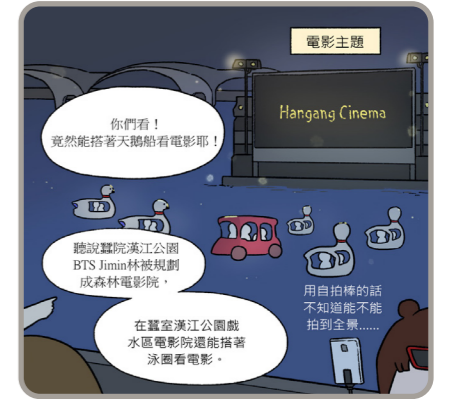 電影主題
Hangang Cinema
你們看！
竟然能搭著天鵝船看電影耶！
聽說蠶院漢江公園
BTS Jimin林被規劃
成森林電影院，
在蠶室漢江公園戲
水區電影院還能搭著
泳圈看電影。
用自拍棒的話
不知道能不能
拍到全景......